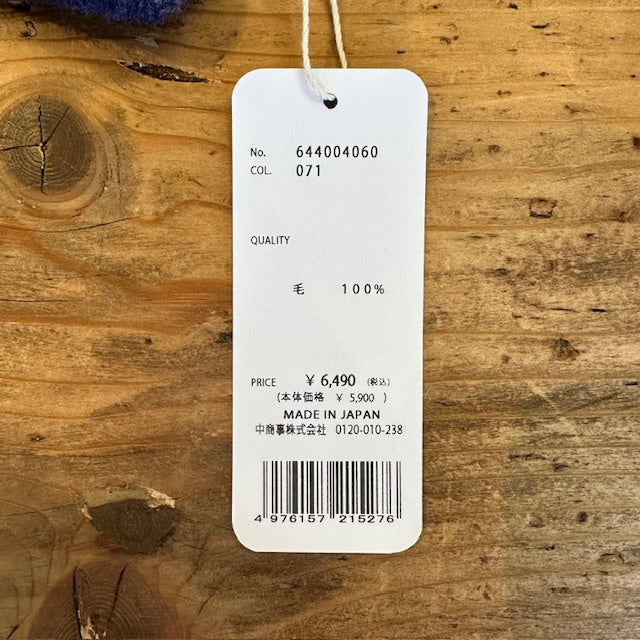 No. 644004060
COL. 071
QUALITY
毛 100%
PRICE ¥ 6,490 (税込)
(本体価格 ¥ 5,900 )
MADE IN JAPAN
中商事株式会社 0120-010-238
4 976157 215276